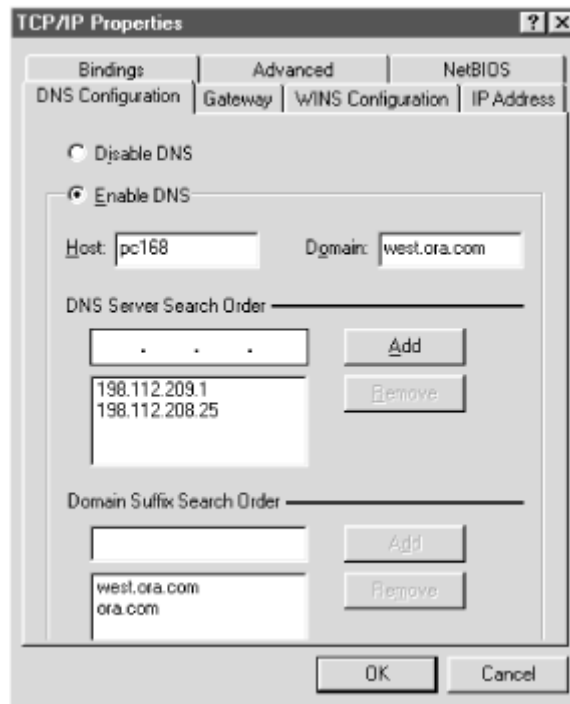 TCP/IP Properties ? X
Bindings Advanced NetBIOS
DNS Configuration Gateway WINS Configuration IP Address
Disable DNS
Enable DNS
Host: pc168 Domain: west.ora.com
DNS Server Search Order
. . . Add
198.112.209.1 Remove
198.112.208.25
Domain Suffix Search Order
Add
west.ora.com Remove
ora.com
OK Cancel